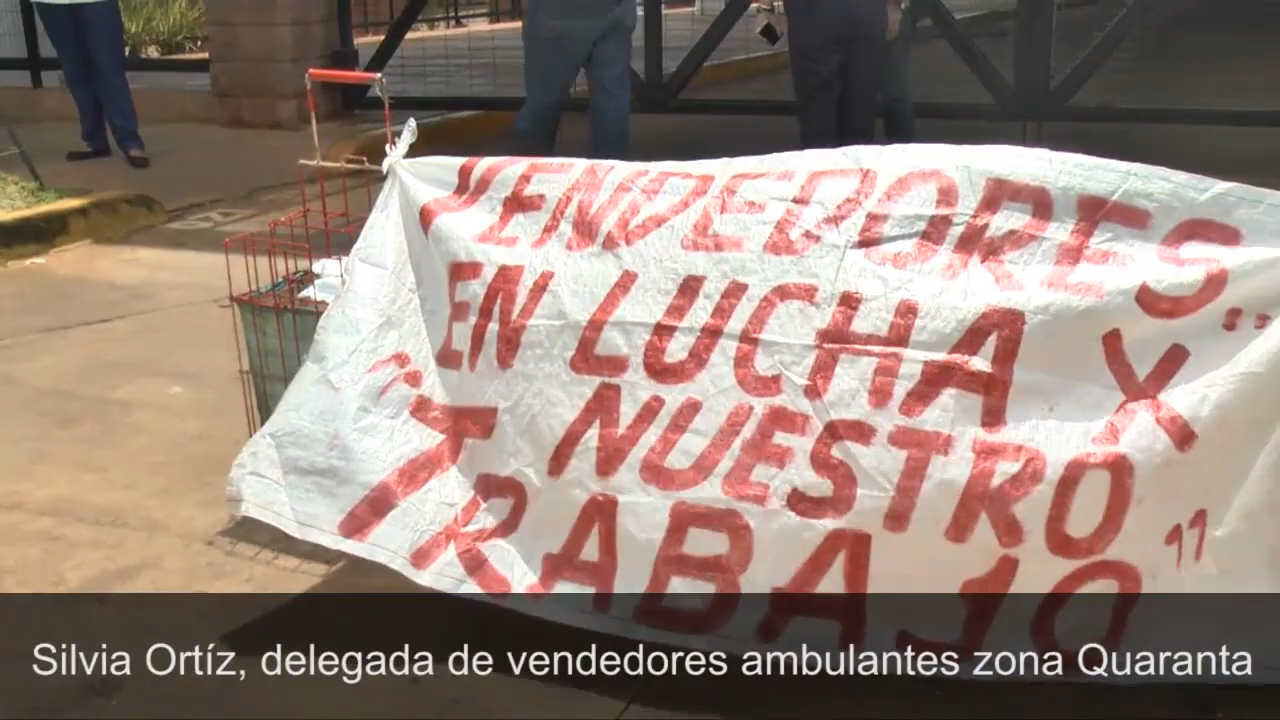 VENDEDORES..
EN LUCHA X
NUESTRO
"TRABAJO"
Silvia Ortíz, delegada de vendedores ambulantes zona Quaranta